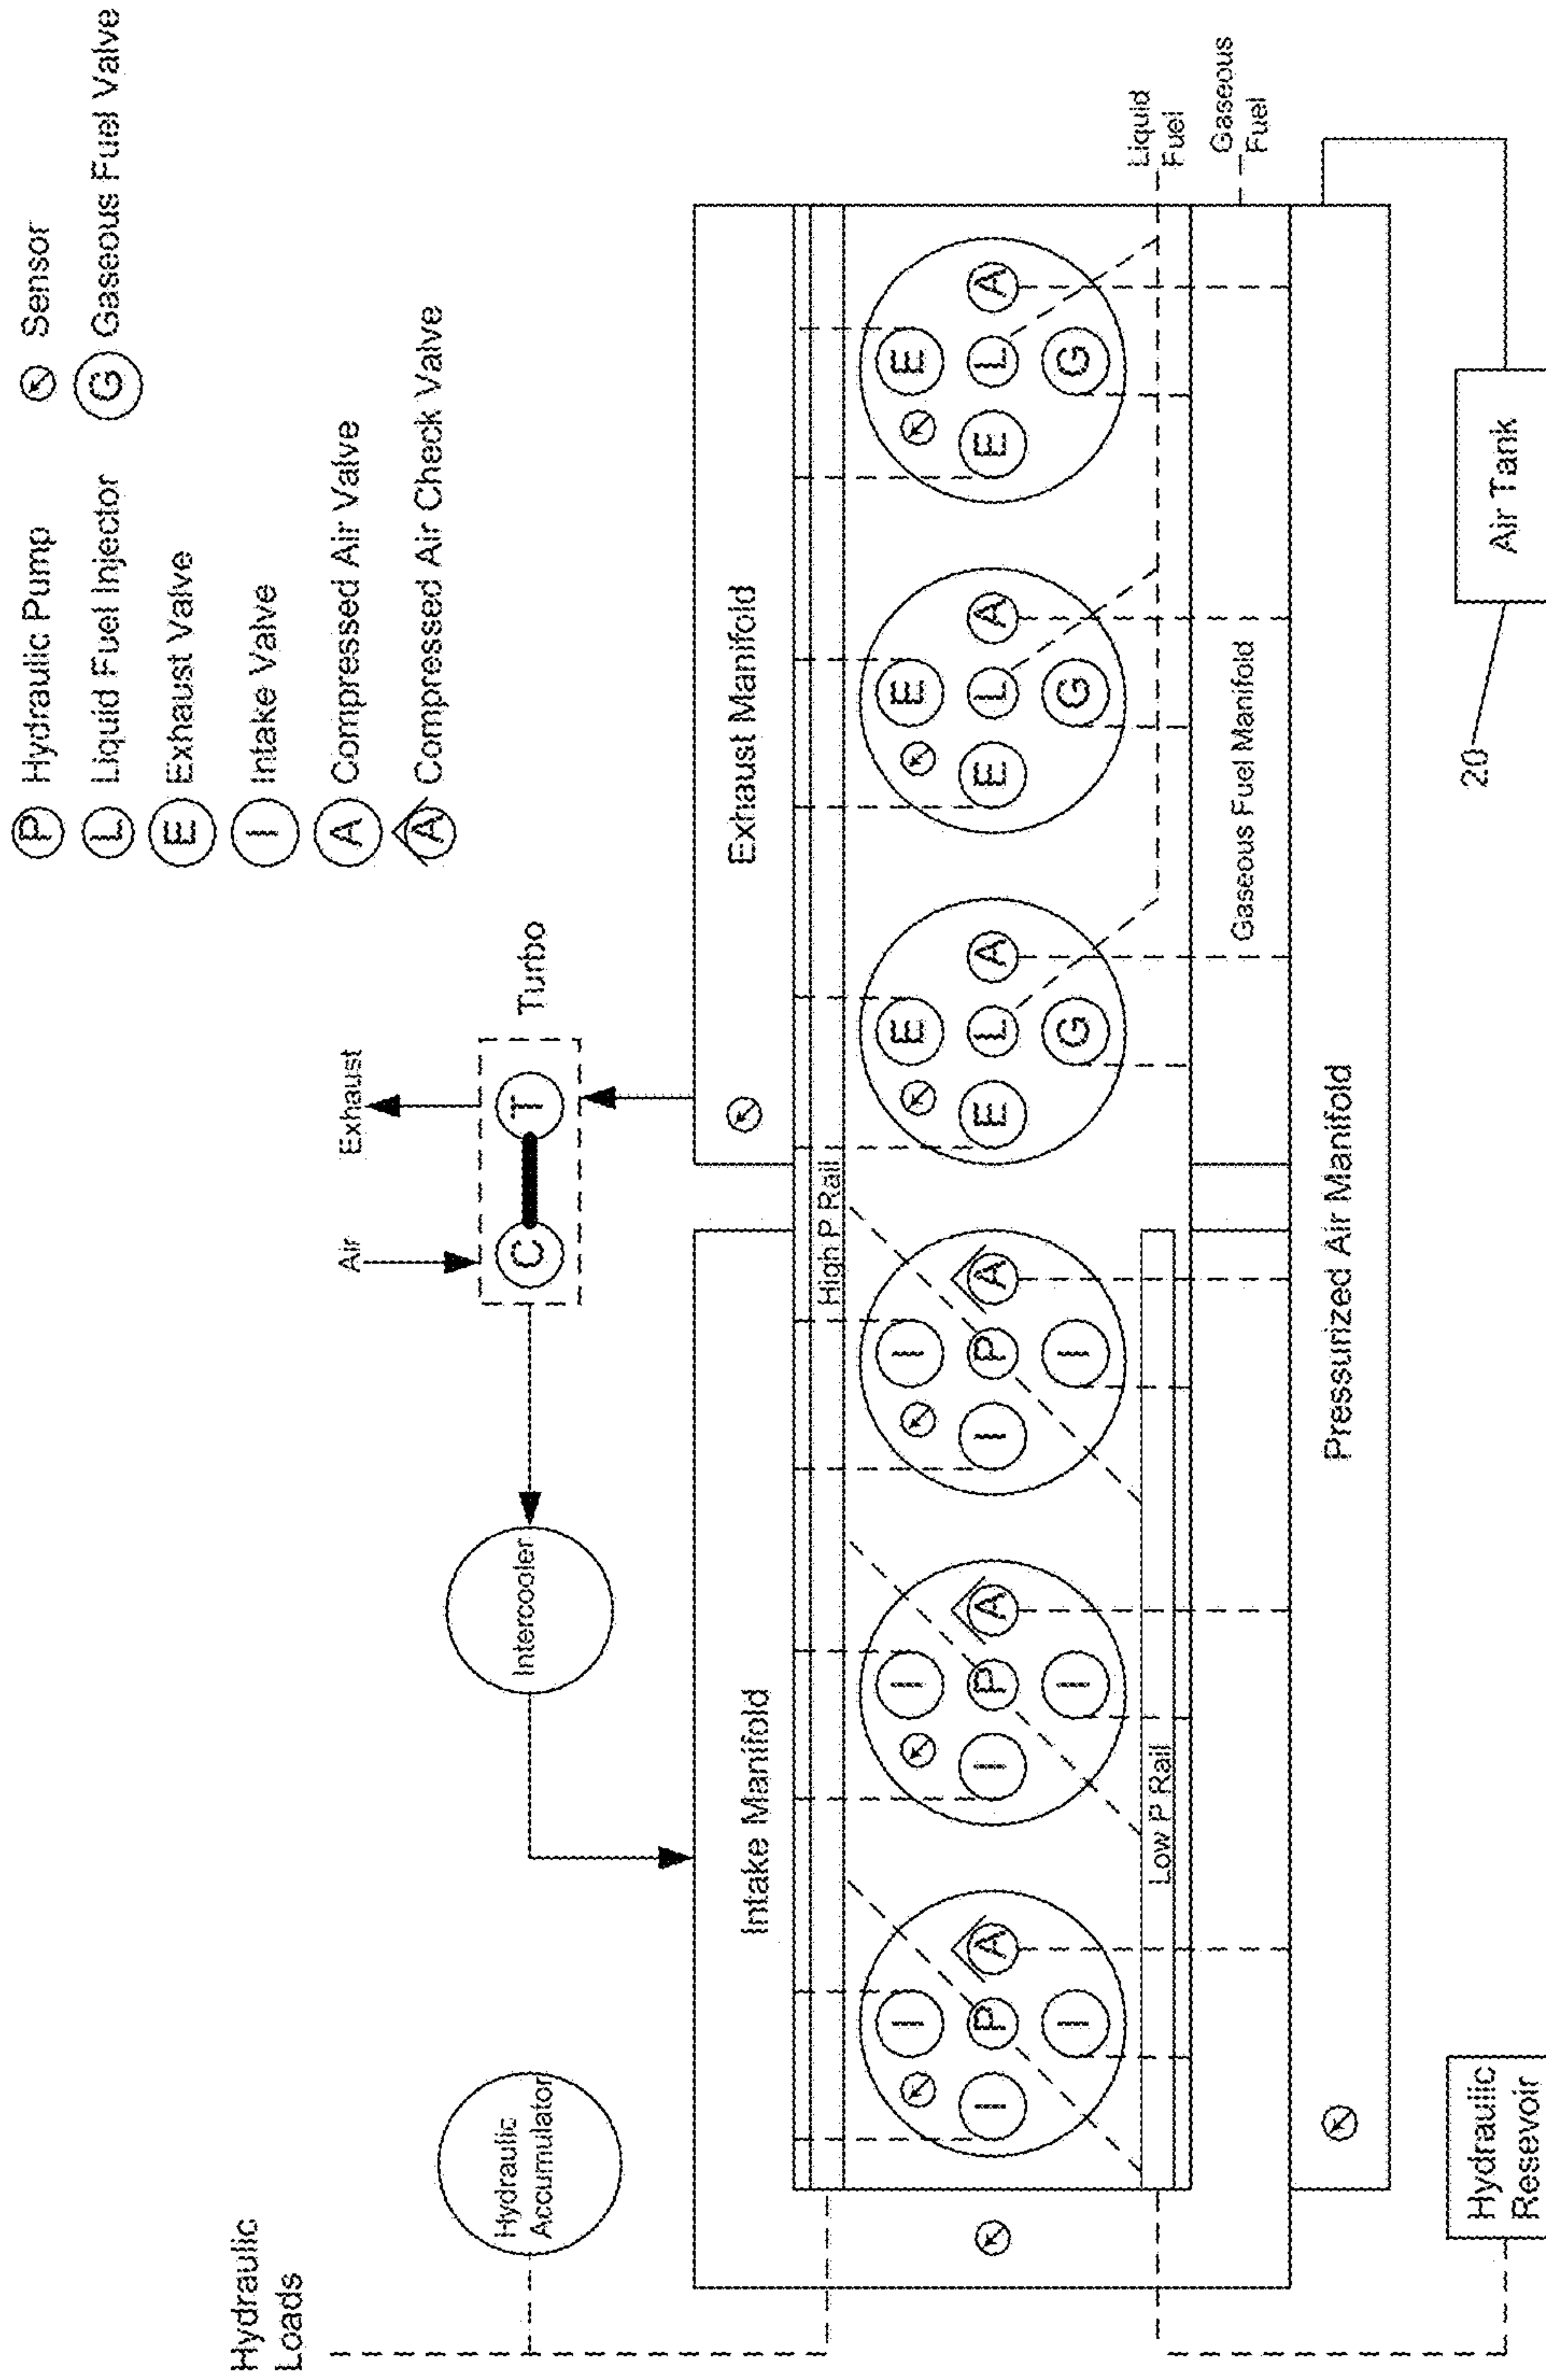 P Hydraulic Pump
Sensor
L Liquid Fuel Injector
G Gaseous Fuel Valve
E Exhaust Valve
I Intake Valve
A Compressed Air Valve
A Compressed Air Check Valve
Hydraulic
Loads
Hydraulic
Accumulator
Intercooler
Air
Exhaust
C
T
Turbo
Intake Manifold
Exhaust Manifold
High P Rail
I I I E E E
I P A I P A I P A E L A E L A E L A
I I I G G G
Low P Rail
Liquid
Fuel
Gaseous Fuel Manifold
Gaseous
Fuel
Pressurized Air Manifold
Hydraulic
Resevoir
20
Air Tank